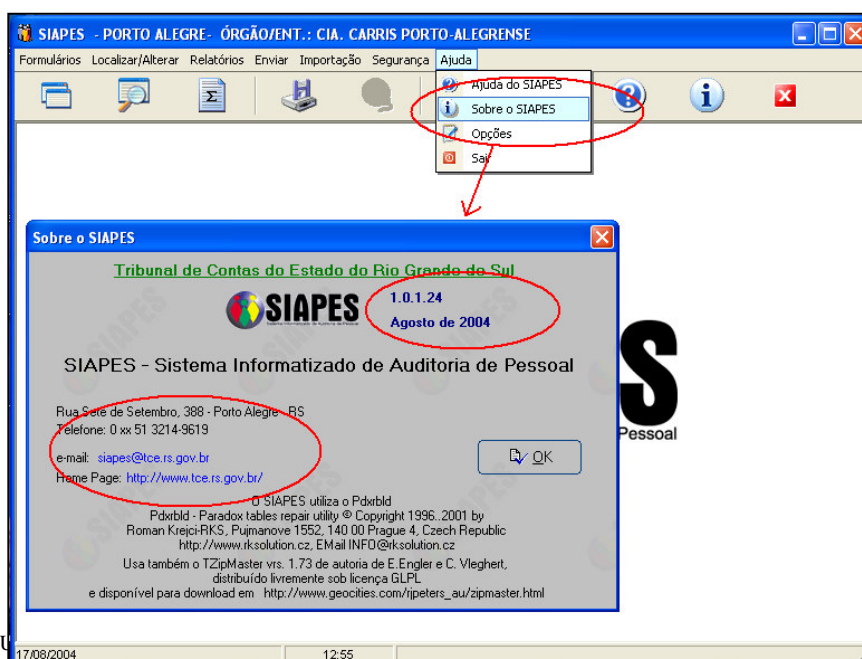 SIAPES - PORTO ALEGRE- ÓRGÃO/ENT.: CIA. CARRIS PORTO-ALEGRENSE
Formulários Localizar/Alterar Relatórios Enviar Importação Segurança Ajuda
Ajuda do SIAPES
Sobre o SIAPES
Opções
Sair
Sobre o SIAPES
Tribunal de Contas do Estado do Rio Grande do Sul
SIAPES
1.0.1.24
Agosto de 2004
SIAPES - Sistema Informatizado de Auditoria de Pessoal
S
Pessoal
Rua Sete de Setembro, 388 - Porto Alegre - RS
Telefone: 0 xx 51 3214-9619
e-mail: siapes@tce.rs.gov.br
Home Page: http://www.tce.rs.gov.br/
OK
O SIAPES utiliza o Pdxrbld
Pdxrbld - Paradox tables repair utility © Copyright 1996..2001 by
Roman Krejci-RKS, Pujmanove 1552, 140 00 Prague 4, Czech Republic
http://www.rksolution.cz, EMail INFO@rksolution.cz
Usa também o TZipMaster vrs. 1.73 de autoria de E.Engler e C. Vleghert,
distribuído livremente sob licença GLPL
e disponível para download em http://www.geocities.com/rjpeters_au/zipmaster.html
17/08/2004 12:55